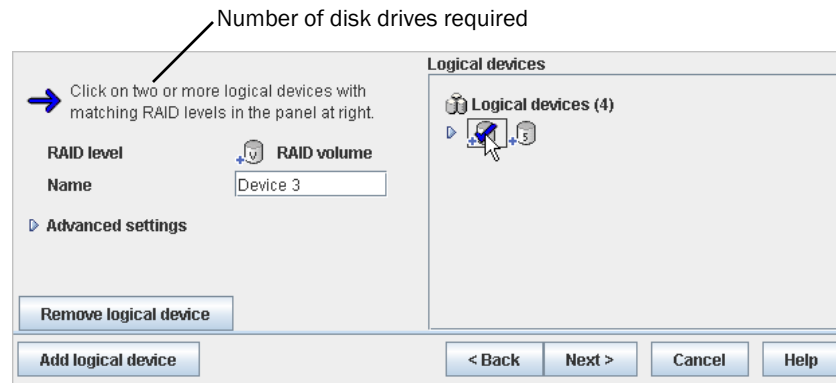 Number of disk drives required
Logical devices
Click on two or more logical devices with
matching RAID levels in the panel at right.
Logical devices (4)
RAID level
v
RAID volume
5
Name
Device 3
Advanced settings
Remove logical device
Add logical device
< Back
Next >
Cancel
Help